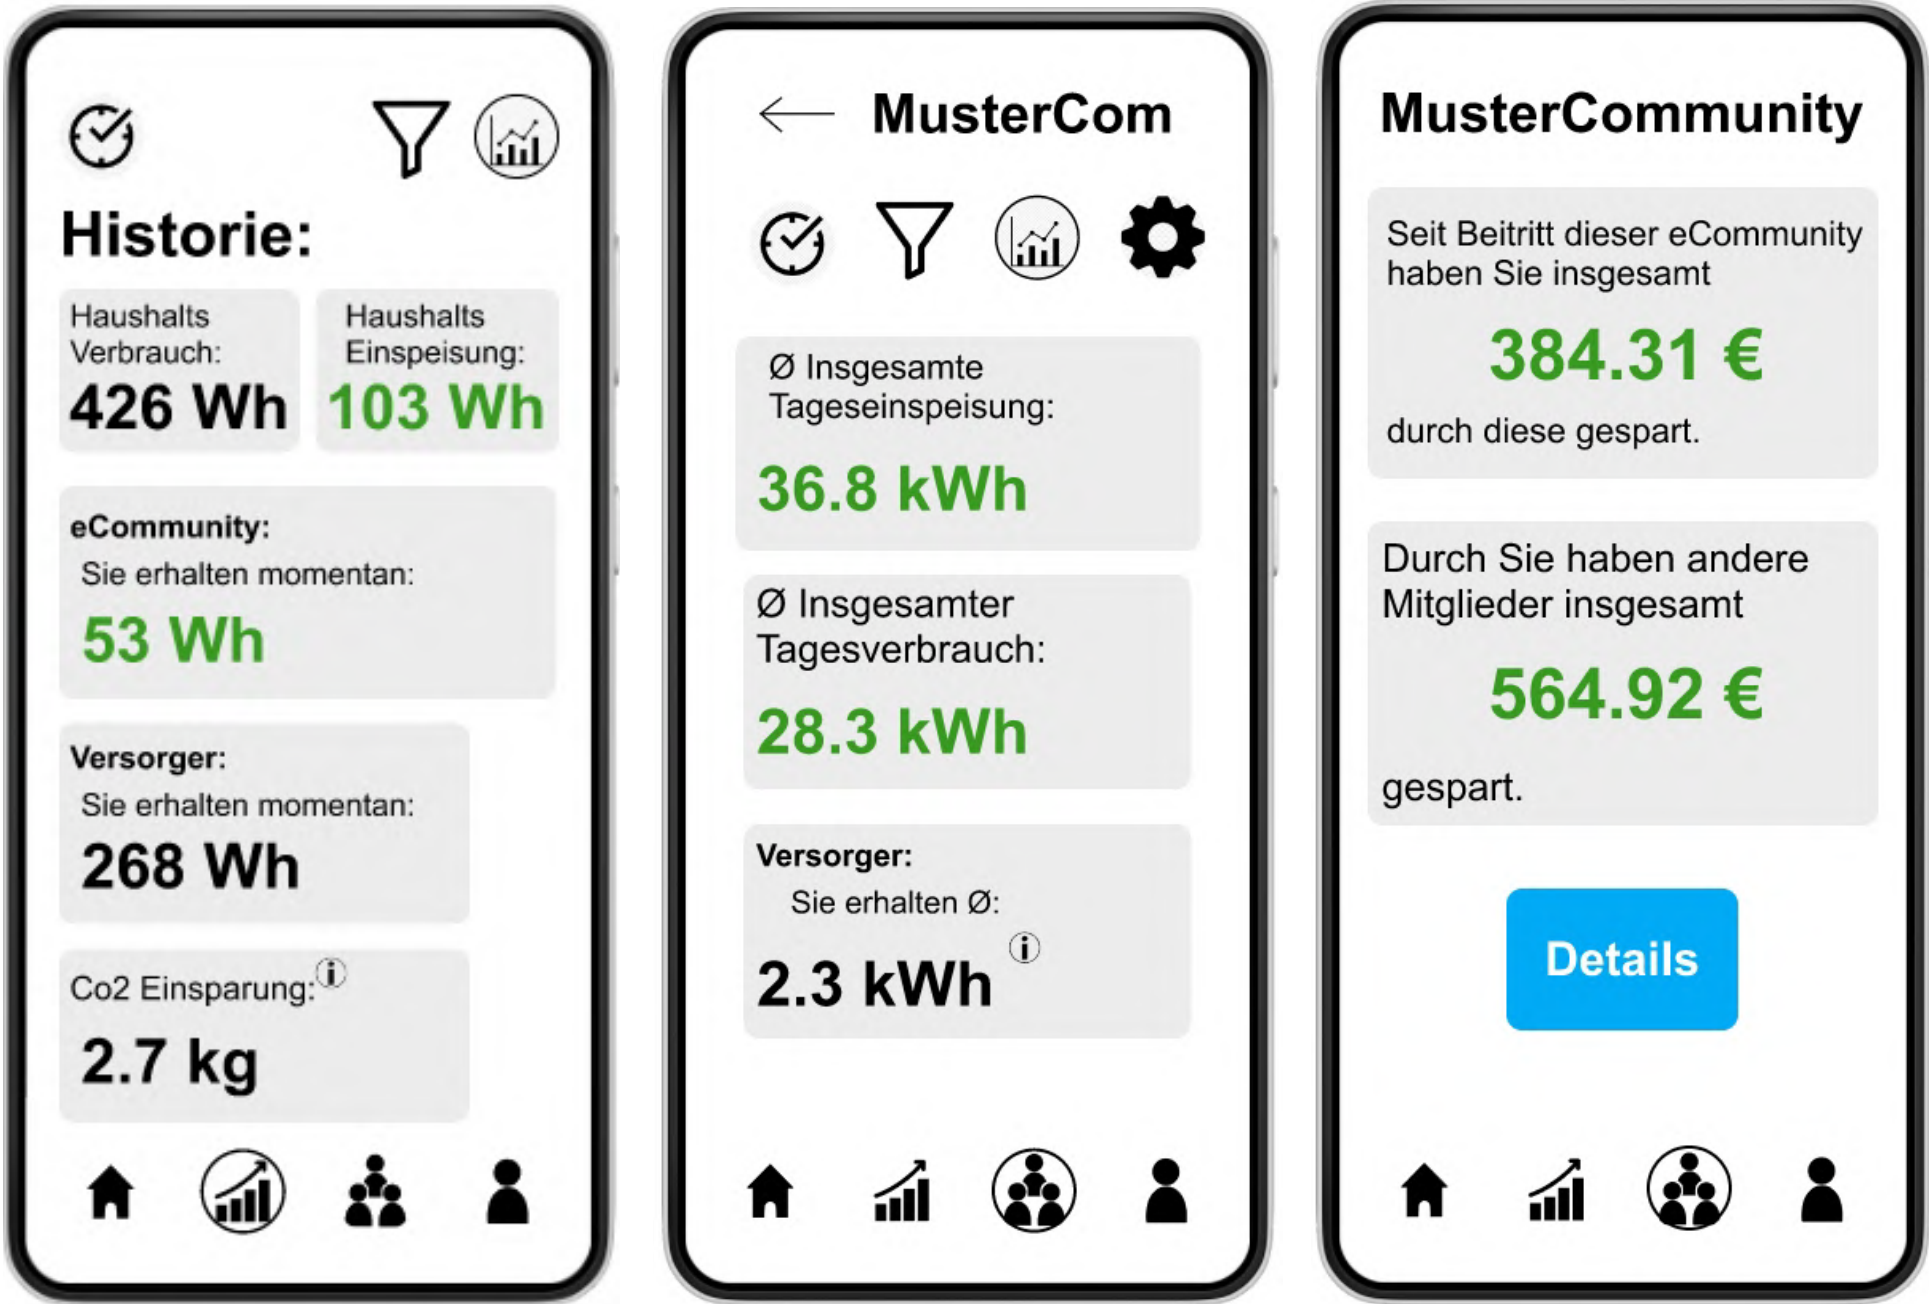 Historie:
Haushalts
Verbrauch:
426 Wh
Haushalts
Einspeisung:
103 Wh
eCommunity:
Sie erhalten momentan:
53 Wh
Versorger:
Sie erhalten momentan:
268 Wh
Co2 Einsparung:
2.7 kg
MusterCom
Ø Insgesamte
Tageseinspeisung:
36.8 kWh
Ø Insgesamter
Tagesverbrauch:
28.3 kWh
Versorger:
Sie erhalten Ø:
2.3 kWh
MusterCommunity
Seit Beitritt dieser eCommunity
haben Sie insgesamt
384.31 €
durch diese gespart.
Durch Sie haben andere
Mitglieder insgesamt
564.92 €
gespart.
Details